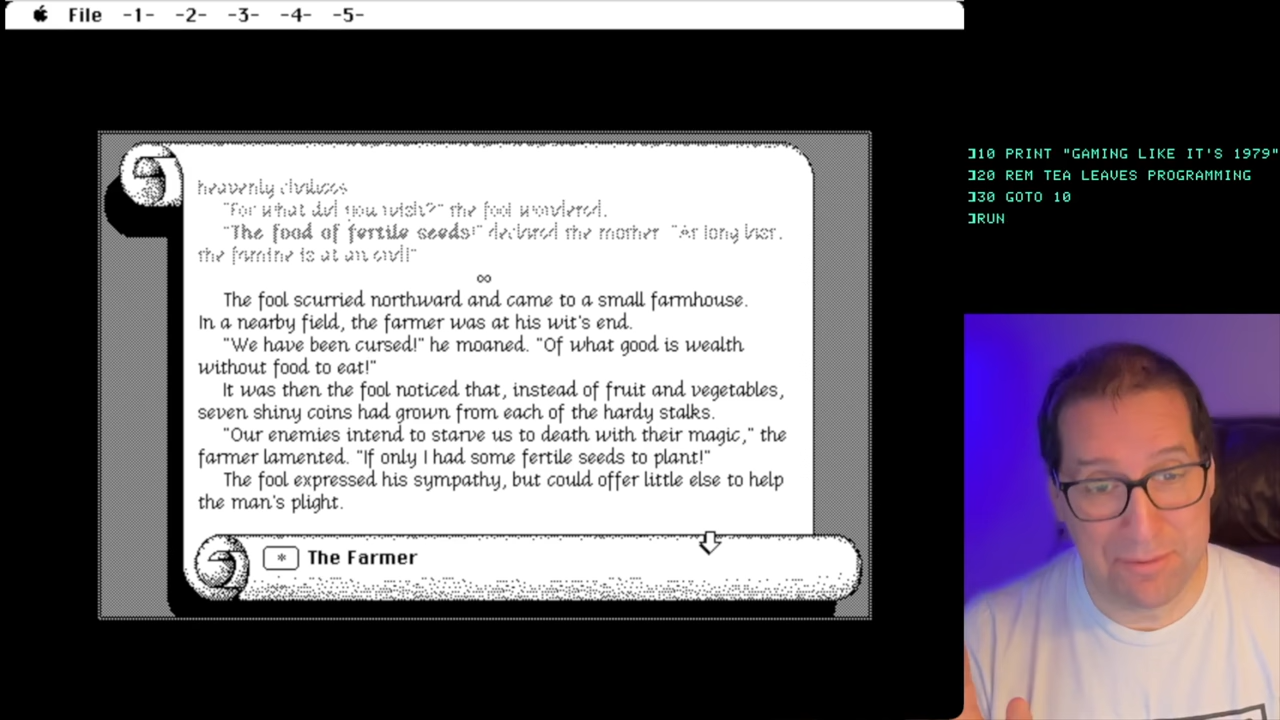 File -1- -2- -3- -4- -5-
heavenly chalices
"For what did you wish?" the fool wondered.
"The food of fertile seeds!" declared the mother. "At long last,
the famine is at an end!"
∞
The fool scurried northward and came to a small farmhouse.
In a nearby field, the farmer was at his wit's end.
"We have been cursed!" he moaned. "Of what good is wealth
without food to eat!"
It was then the fool noticed that, instead of fruit and vegetables,
seven shiny coins had grown from each of the hardy stalks.
"Our enemies intend to starve us to death with their magic," the
farmer lamented. "If only I had some fertile seeds to plant!"
The fool expressed his sympathy, but could offer little else to help
the man's plight.
* The Farmer
]10 PRINT "GAMING LIKE IT'S 1979"
]20 REM TEA LEAVES PROGRAMMING
]30 GOTO 10
]RUN